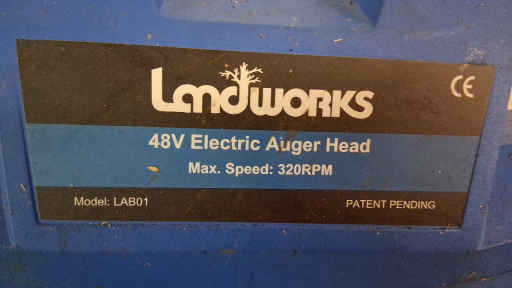 LandWORKS
CE
48V Electric Auger Head
Max. Speed: 320RPM
Model: LAB01
PATENT PENDING